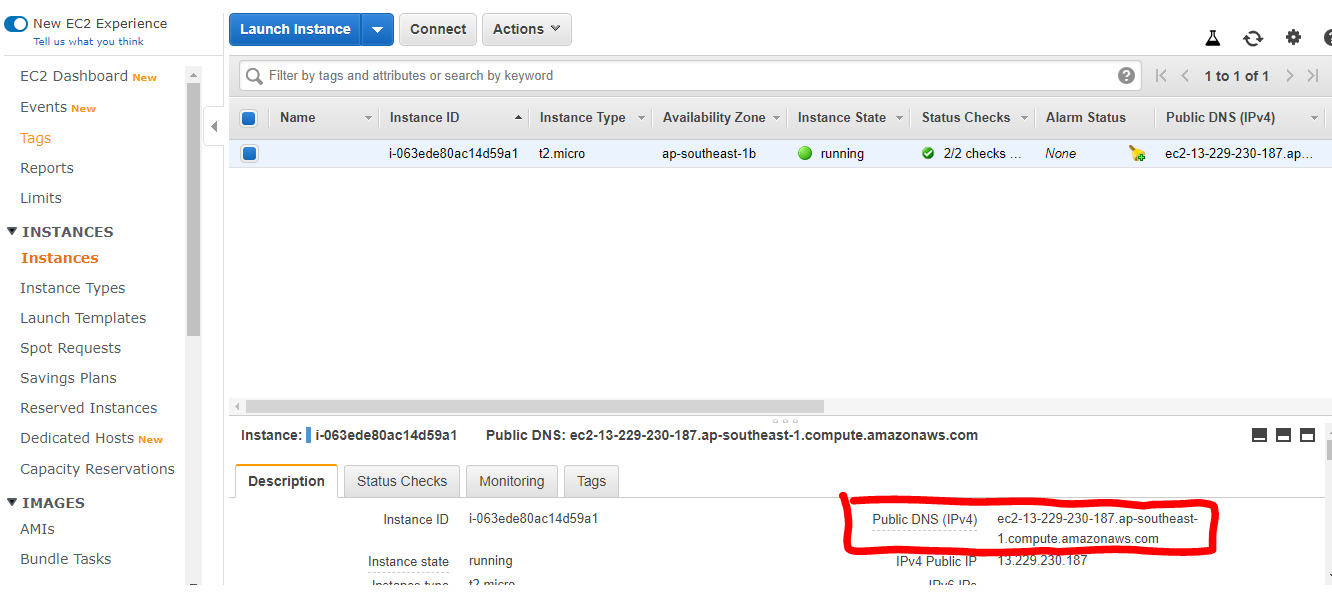 New EC2 Experience
Tell us what you think
EC2 Dashboard New
Events New
Tags
Reports
Limits
INSTANCES
Instances
Instance Types
Launch Templates
Spot Requests
Savings Plans
Reserved Instances
Dedicated Hosts New
Capacity Reservations
IMAGES
AMIs
Bundle Tasks
Launch Instance Connect Actions
Filter by tags and attributes or search by keyword 1 to 1 of 1
Name Instance ID Instance Type Availability Zone Instance State Status Checks Alarm Status Public DNS (IPv4)
i-063ede80ac14d59a1 t2.micro ap-southeast-1b running 2/2 checks ... None ec2-13-229-230-187.ap...
Instance: i-063ede80ac14d59a1 Public DNS: ec2-13-229-230-187.ap-southeast-1.compute.amazonaws.com
Description Status Checks Monitoring Tags
Instance ID i-063ede80ac14d59a1
Public DNS (IPv4) ec2-13-229-230-187.ap-southeast-
1.compute.amazonaws.com
Instance state running
IPv4 Public IP 13.229.230.187
Instance type t2.micro
IPv6 IPs